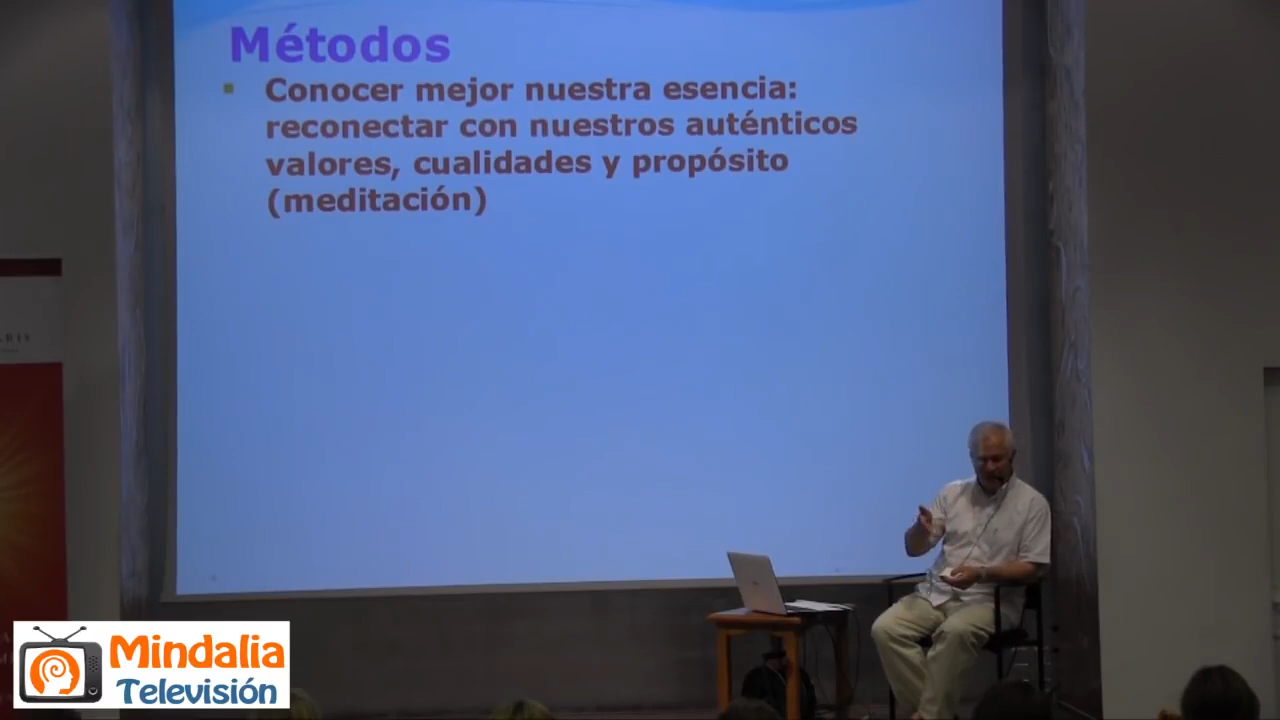 Métodos
Conocer mejor nuestra esencia:
reconectar con nuestros auténticos
valores, cualidades y propósito
(meditación)
Mindalia
Televisión